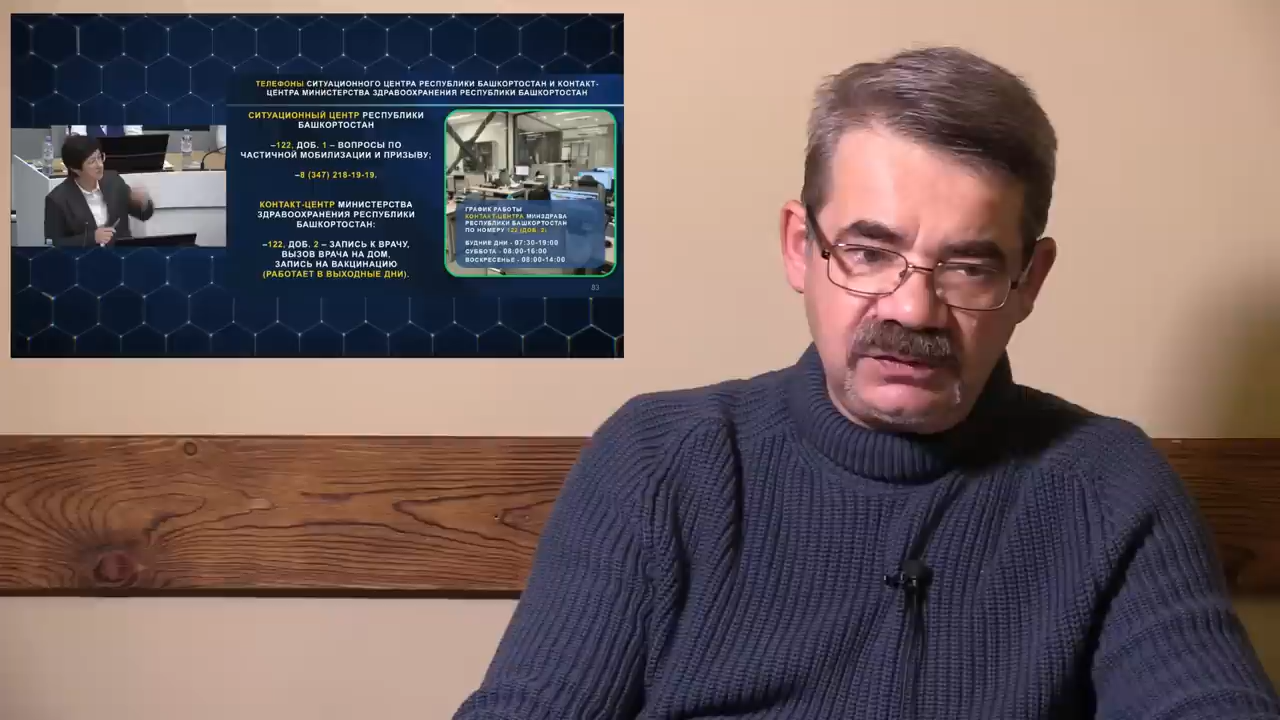 ТЕЛЕФОНЫ СИТУАЦИОННОГО ЦЕНТРА РЕСПУБЛИКИ БАШКОРТОСТАН И КОНТАКТ-
ЦЕНТРА МИНИСТЕРСТВА ЗДРАВООХРАНЕНИЯ РЕСПУБЛИКИ БАШКОРТОСТАН
СИТУАЦИОННЫЙ ЦЕНТР РЕСПУБЛИКИ
БАШКОРТОСТАН
–122, ДОБ. 1 – ВОПРОСЫ ПО
ЧАСТИЧНОЙ МОБИЛИЗАЦИИ И ПРИЗЫВУ;
–8 (347) 218-19-19.
КОНТАКТ-ЦЕНТР МИНИСТЕРСТВА
ЗДРАВООХРАНЕНИЯ РЕСПУБЛИКИ
БАШКОРТОСТАН:
–122, ДОБ. 2 – ЗАПИСЬ К ВРАЧУ,
ВЫЗОВ ВРАЧА НА ДОМ,
ЗАПИСЬ НА ВАКЦИНАЦИЮ
(РАБОТАЕТ В ВЫХОДНЫЕ ДНИ).
ГРАФИК РАБОТЫ
КОНТАКТ-ЦЕНТРА МИНЗДРАВА
РЕСПУБЛИКИ БАШКОРТОСТАН
ПО НОМЕРУ 122 (ДОБ. 2)
БУДНИЕ ДНИ - 07:30-19:00
СУББОТА - 08:00-16:00
ВОСКРЕСЕНЬЕ - 08:00-14:00
83